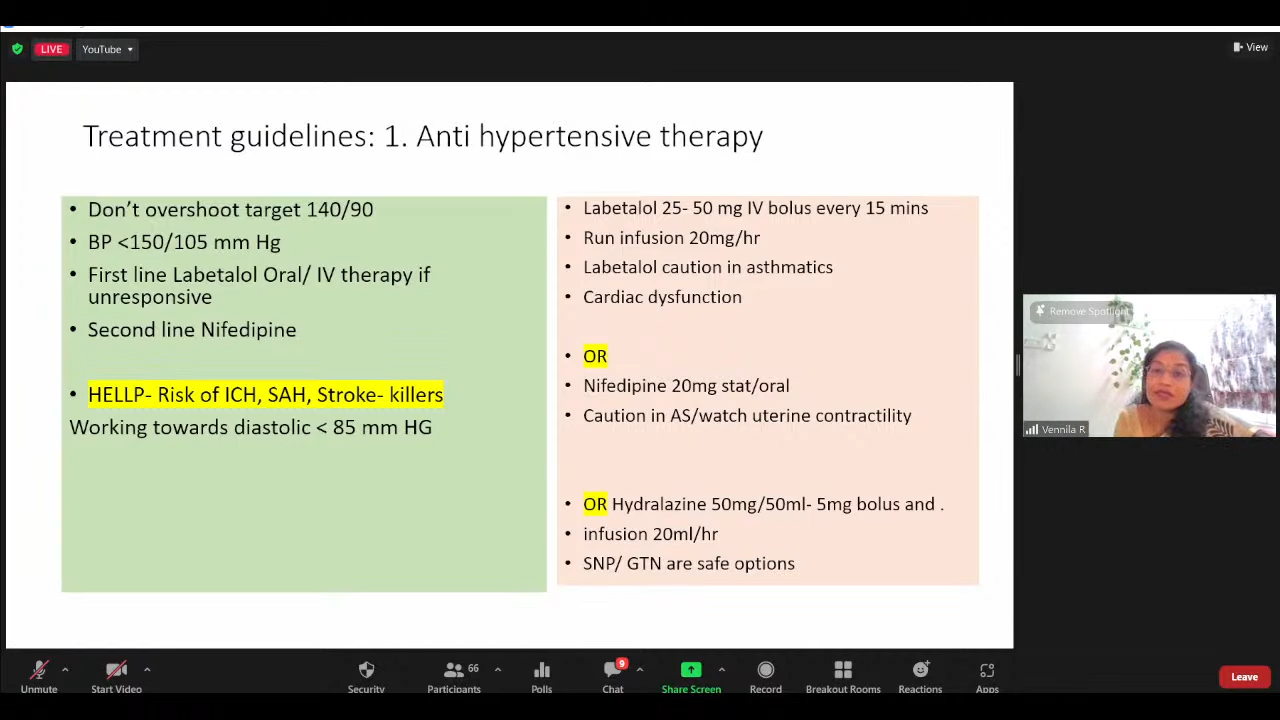 LIVE
YouTube
View
Treatment guidelines: 1. Anti hypertensive therapy
• Don’t overshoot target 140/90
• BP <150/105 mm Hg
• First line Labetalol Oral/ IV therapy if
unresponsive
• Second line Nifedipine
• HELLP- Risk of ICH, SAH, Stroke- killers
Working towards diastolic < 85 mm HG
• Labetalol 25- 50 mg IV bolus every 15 mins
• Run infusion 20mg/hr
• Labetalol caution in asthmatics
• Cardiac dysfunction
• OR
• Nifedipine 20mg stat/oral
• Caution in AS/watch uterine contractility
• OR Hydralazine 50mg/50ml- 5mg bolus and .
• infusion 20ml/hr
• SNP/ GTN are safe options
Remove Spotlight
Vennila R
Unmute
Start Video
Security
66
Participants
Polls
9
Chat
Share Screen
Record
Breakout Rooms
Reactions
Apps
Leave